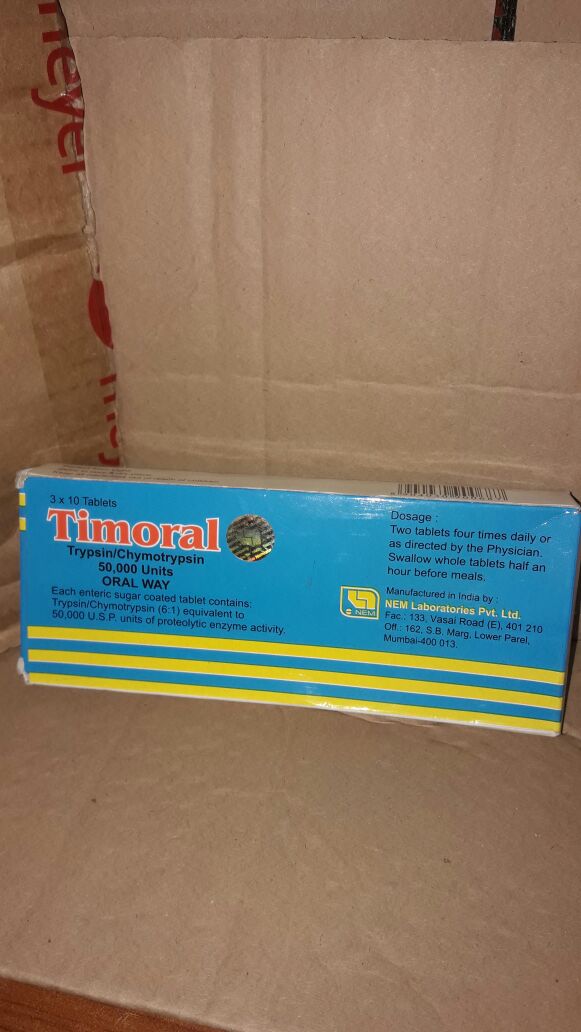 3 x 10 Tablets
Timoral
Trypsin/Chymotrypsin
50,000 Units
ORAL WAY
Each enteric sugar coated tablet contains:
Trypsin/Chymotrypsin (6:1) equivalent to
50,000 U.S.P. units of proteolytic enzyme activity.
Dosage :
Two tablets four times daily or
as directed by the Physician.
Swallow whole tablets half an
hour before meals.
NEM
Manufactured in India by :
NEM Laboratories Pvt. Ltd.
Fac.: 133, Vasai Road (E), 401 210
Off.: 162, S.B. Marg, Lower Parel,
Mumbai-400 013.